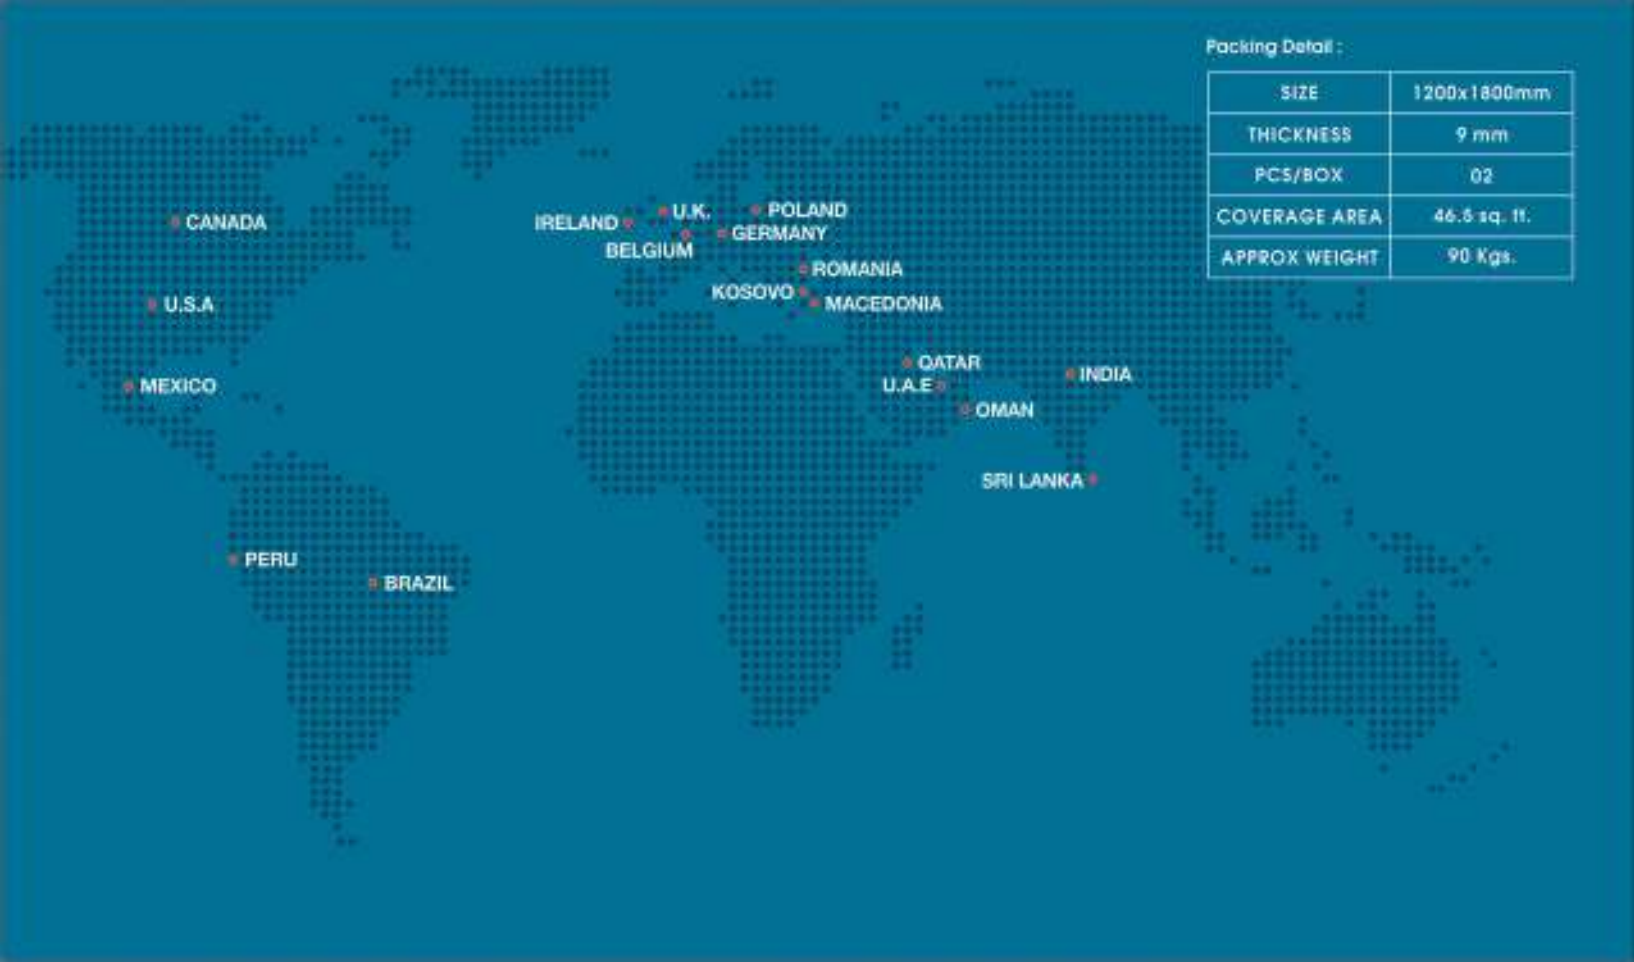 Packing Detail :
SIZE 1200x1800mm
THICKNESS 9 mm
PCS/BOX 02
COVERAGE AREA 46.5 sq. ft.
APPROX WEIGHT 90 Kgs.
CANADA
U.S.A
MEXICO
PERU
BRAZIL
IRELAND
U.K.
POLAND
BELGIUM
GERMANY
ROMANIA
KOSOVO
MACEDONIA
QATAR
U.A.E
OMAN
INDIA
SRI LANKA